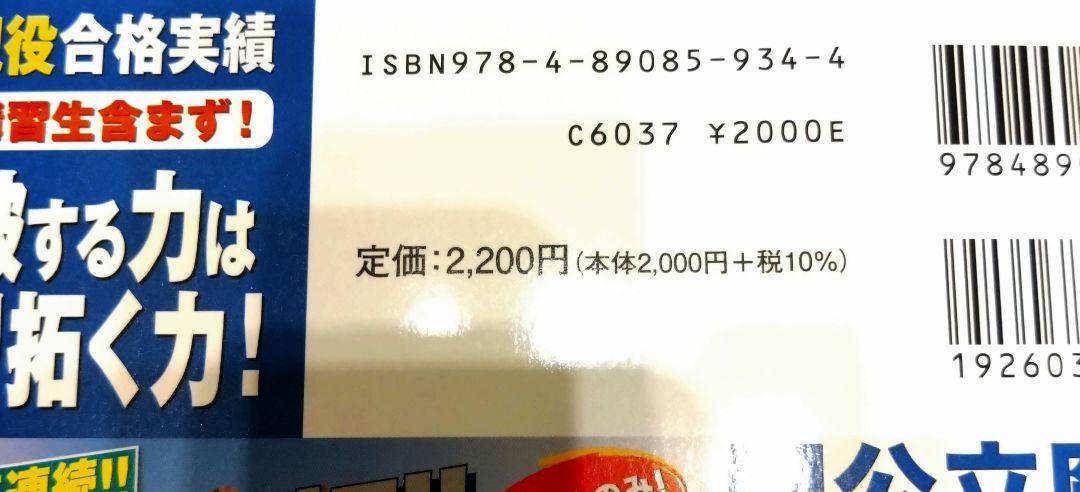 役合格実績
習生含まず!
ISBN978-4-89085-934-4
C6037 ¥2000E
978489
する力は
拓く力!
定価:2,200円(本体2,000円+税10%)
192603
連続!!
のみ!
公立